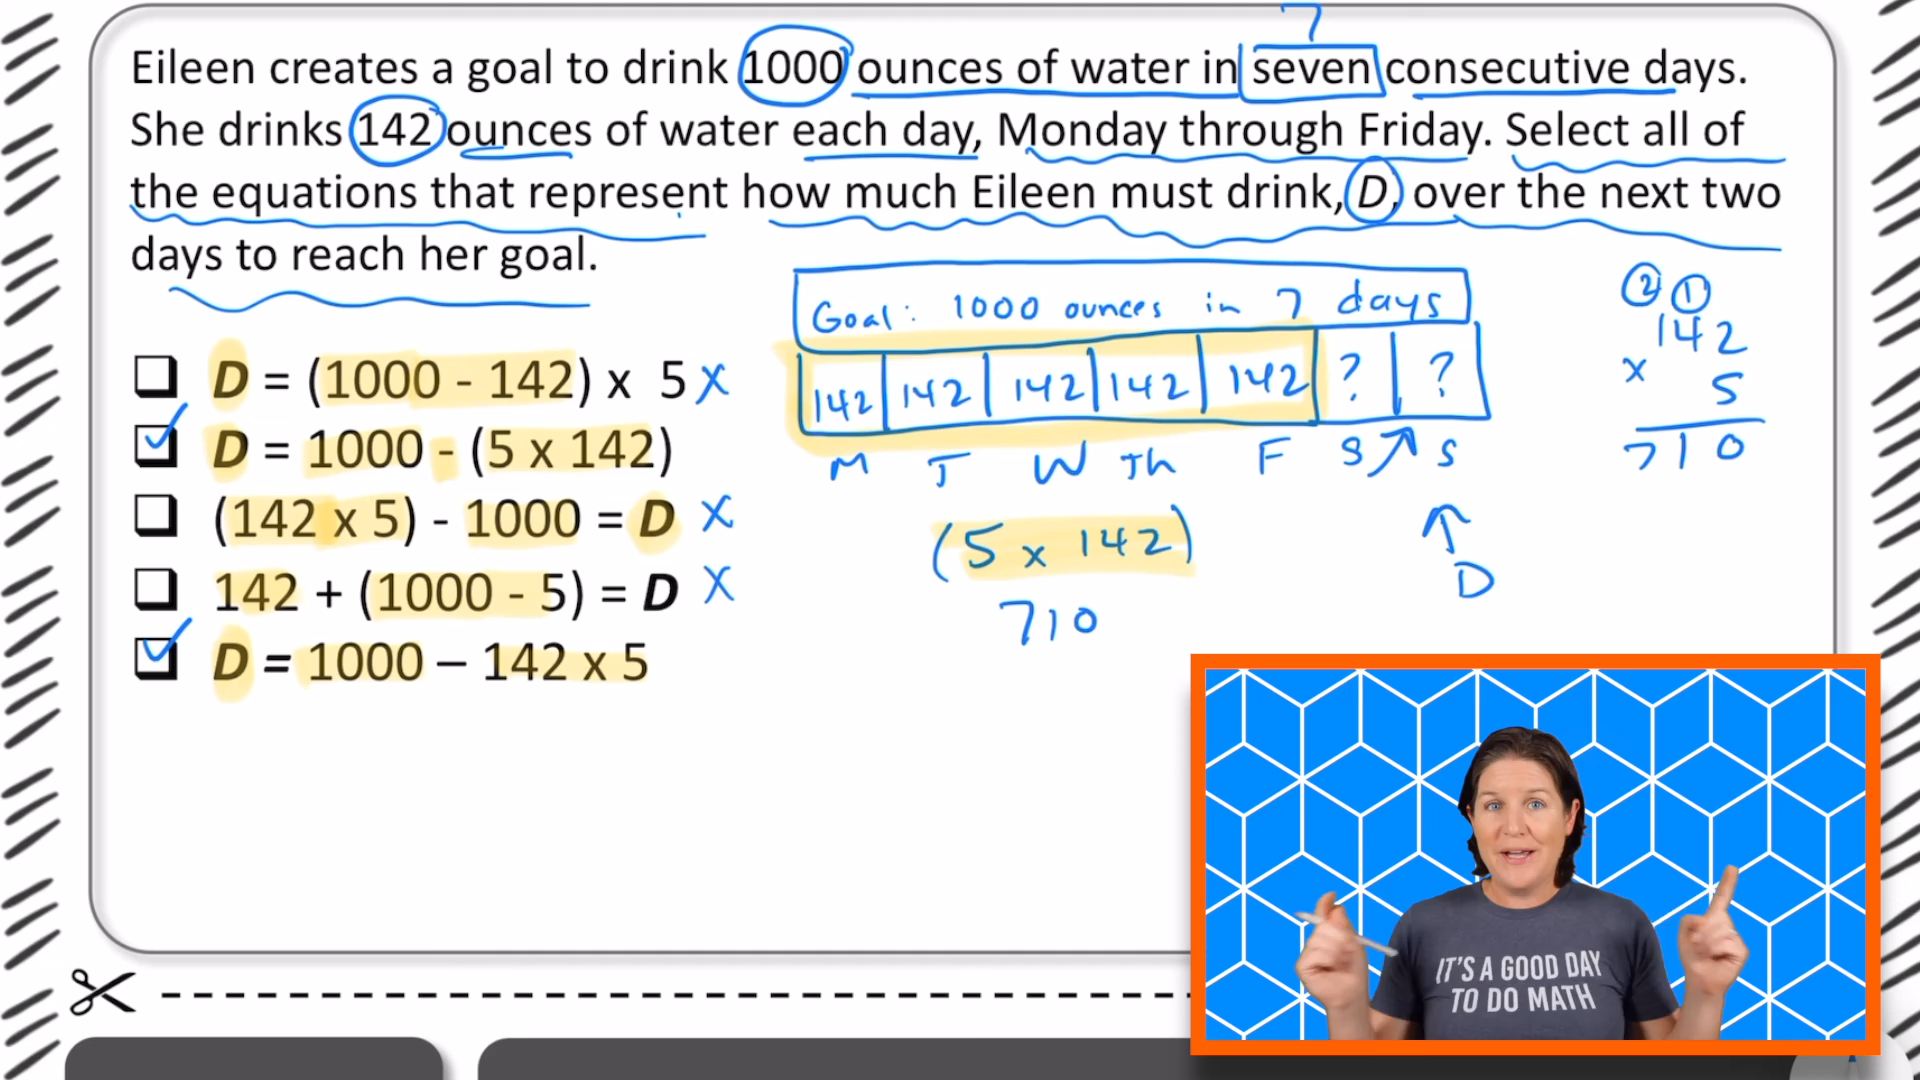 7
Eileen creates a goal to drink 1000 ounces of water in seven consecutive days.
She drinks 142 ounces of water each day, Monday through Friday. Select all of
the equations that represent how much Eileen must drink, D, over the next two
days to reach her goal.
D = (1000 - 142) x 5 X
D = 1000 - (5 x 142)
(142 x 5) - 1000 = D X
142 + (1000 - 5) = D X
D = 1000 – 142 x 5
Goal: 1000 ounces in 7 days
142 142 142 142 142 ? ?
M T W Th F S S
(5 x 142)
710
D
2 1
142
x 5
710
IT'S A GOOD DAY
TO DO MATH